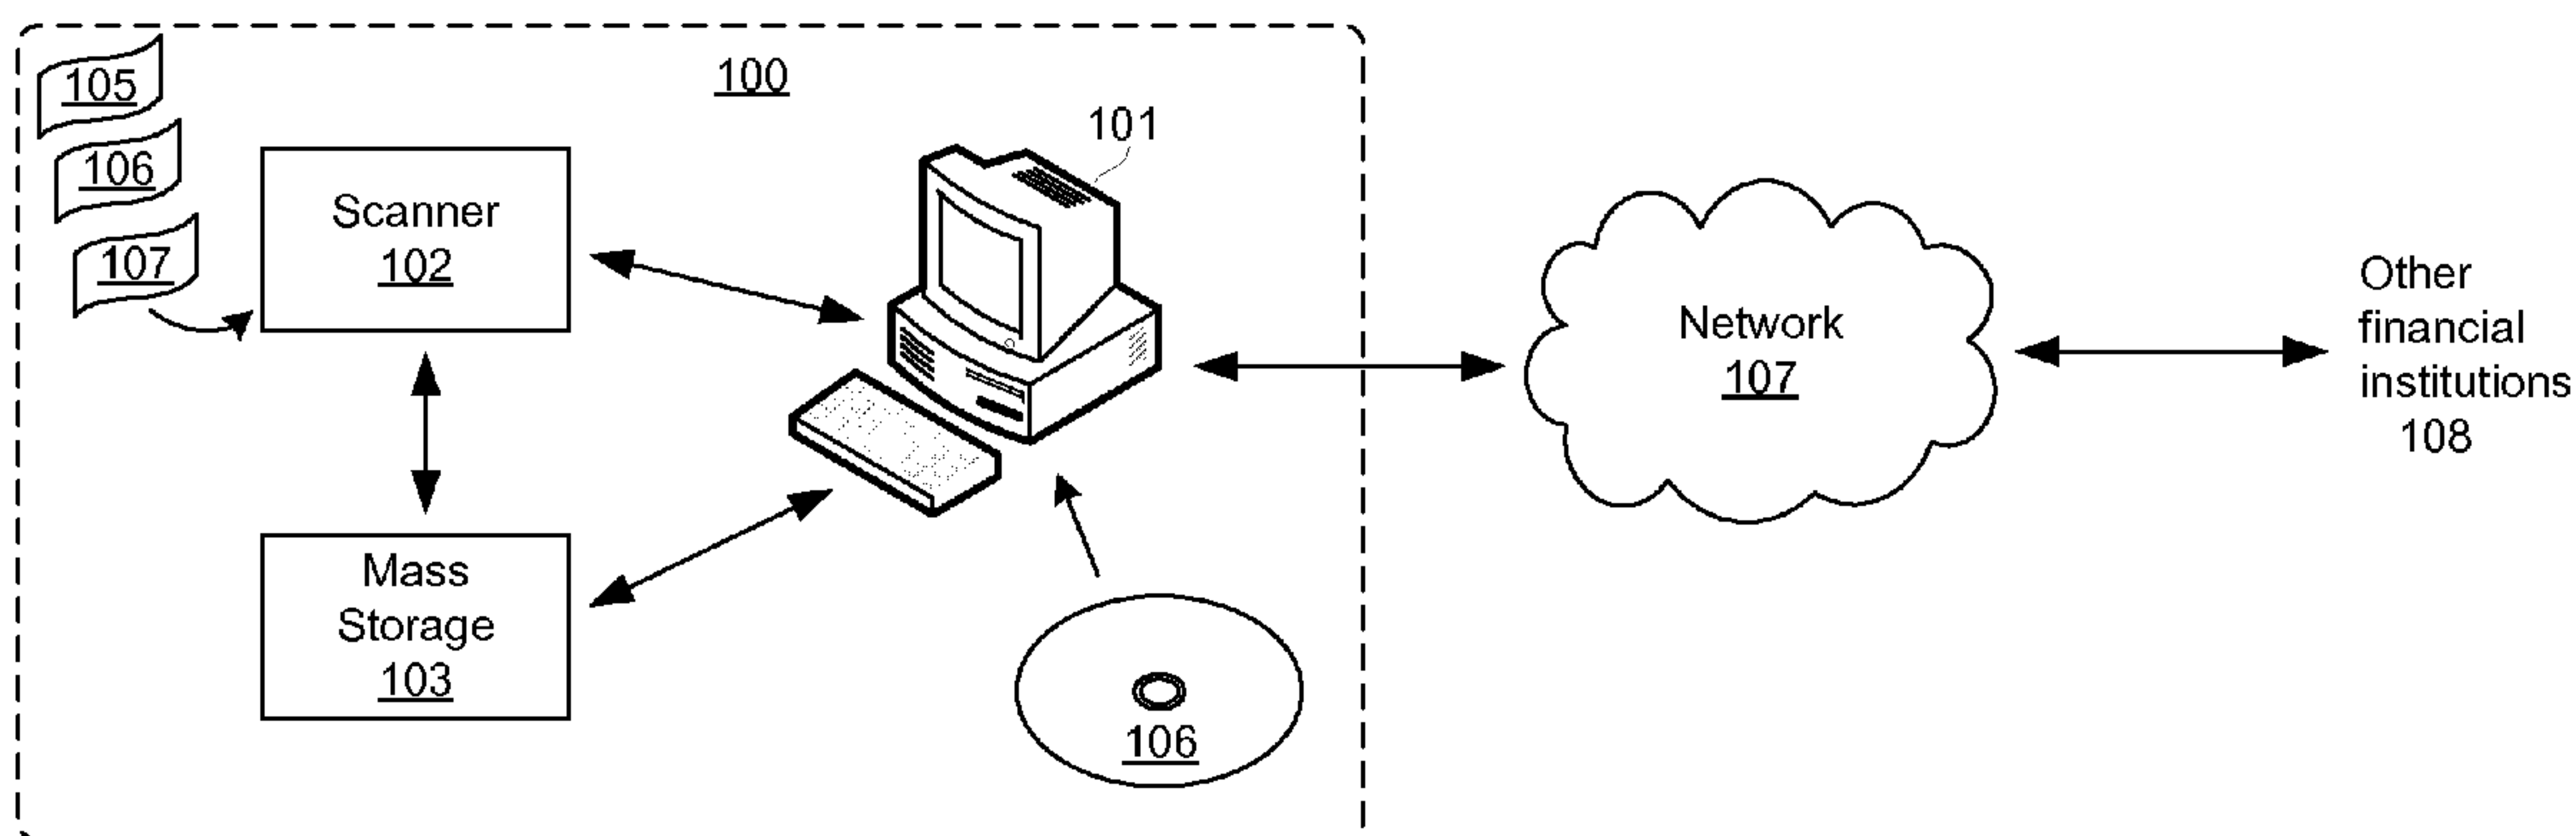 105
100
101
106
Scanner
102
107
Other
financial
institutions
108
Network
107
Mass
Storage
103
106